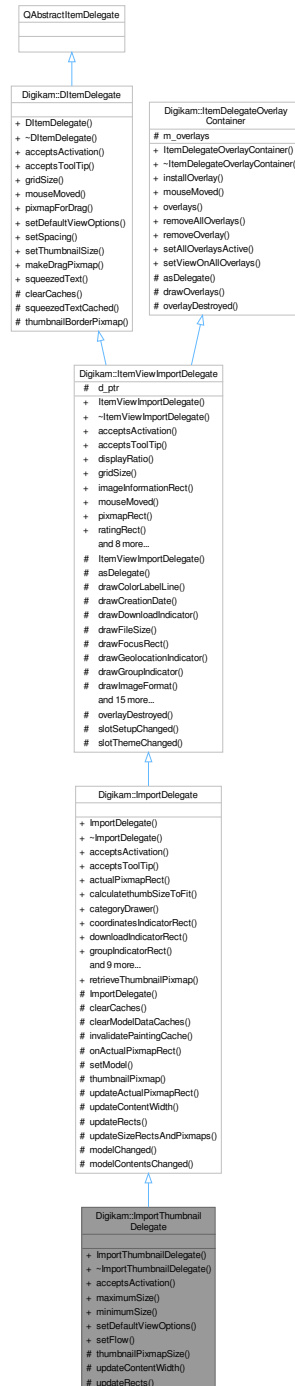 QAbstractItemDelegate
Digikam::DItemDelegate
+ DItemDelegate()
+ ~DItemDelegate()
+ acceptsActivation()
+ acceptsToolTip()
+ gridSize()
+ mouseMoved()
+ pixmapForDrag()
+ setDefaultViewOptions()
+ setSpacing()
+ setThumbnailSize()
+ makeDragPixmap()
+ squeezedText()
# clearCaches()
# squeezedTextCached()
# thumbnailBorderPixmap()
Digikam::ItemDelegateOverlay
Container
# m_overlays
+ ItemDelegateOverlayContainer()
+ ~ItemDelegateOverlayContainer()
+ installOverlay()
+ mouseMoved()
+ overlays()
+ removeAllOverlays()
+ removeOverlay()
+ setAllOverlaysActive()
+ setViewOnAllOverlays()
# asDelegate()
# drawOverlays()
# overlayDestroyed()
Digikam::ItemViewImportDelegate
# d_ptr
+ ItemViewImportDelegate()
+ ~ItemViewImportDelegate()
+ acceptsActivation()
+ acceptsToolTip()
+ displayRatio()
+ gridSize()
+ imageInformationRect()
+ mouseMoved()
+ pixmapRect()
+ ratingRect()
and 8 more...
# ItemViewImportDelegate()
# asDelegate()
# drawColorLabelLine()
# drawCreationDate()
# drawDownloadIndicator()
# drawFileSize()
# drawFocusRect()
# drawGeolocationIndicator()
# drawGroupIndicator()
# drawImageFormat()
and 15 more...
# overlayDestroyed()
# slotSetupChanged()
# slotThemeChanged()
Digikam::ImportDelegate
+ ImportDelegate()
+ ~ImportDelegate()
+ acceptsActivation()
+ acceptsToolTip()
+ actualPixmapRect()
+ calculatethumbSizeToFit()
+ categoryDrawer()
+ coordinatesIndicatorRect()
+ downloadIndicatorRect()
+ groupIndicatorRect()
and 9 more...
+ retrieveThumbnailPixmap()
# ImportDelegate()
# clearCaches()
# clearModelDataCaches()
# invalidatePaintingCache()
# onActualPixmapRect()
# setModel()
# thumbnailPixmap()
# updateActualPixmapRect()
# updateContentWidth()
# updateRects()
# updateSizeRectsAndPixmaps()
# modelChanged()
# modelContentsChanged()
Digikam::ImportThumbnail
Delegate
+ ImportThumbnailDelegate()
+ ~ImportThumbnailDelegate()
+ acceptsActivation()
+ maximumSize()
+ minimumSize()
+ setDefaultViewOptions()
+ setFlow()
# thumbnailPixmapSize()
# updateContentWidth()
# updateRects()